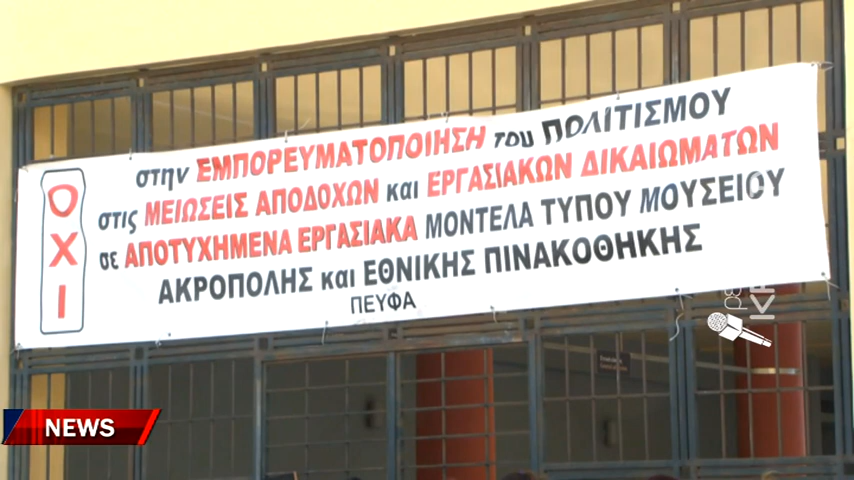 ΟΧΙ
στην ΕΜΠΟΡΕΥΜΑΤΟΠΟΙΗΣΗ του ΠΟΛΙΤΙΣΜΟΥ
στις ΜΕΙΩΣΕΙΣ ΑΠΟΔΟΧΩΝ και ΕΡΓΑΣΙΑΚΩΝ ΔΙΚΑΙΩΜΑΤΩΝ
σε ΑΠΟΤΥΧΗΜΕΝΑ ΕΡΓΑΣΙΑΚΑ ΜΟΝΤΕΛΑ ΤΥΠΟΥ ΜΟΥΣΕΙΟΥ
ΑΚΡΟΠΟΛΗΣ και ΕΘΝΙΚΗΣ ΠΙΝΑΚΟΘΗΚΗΣ
ΠΕΥΦΑ
NEWS